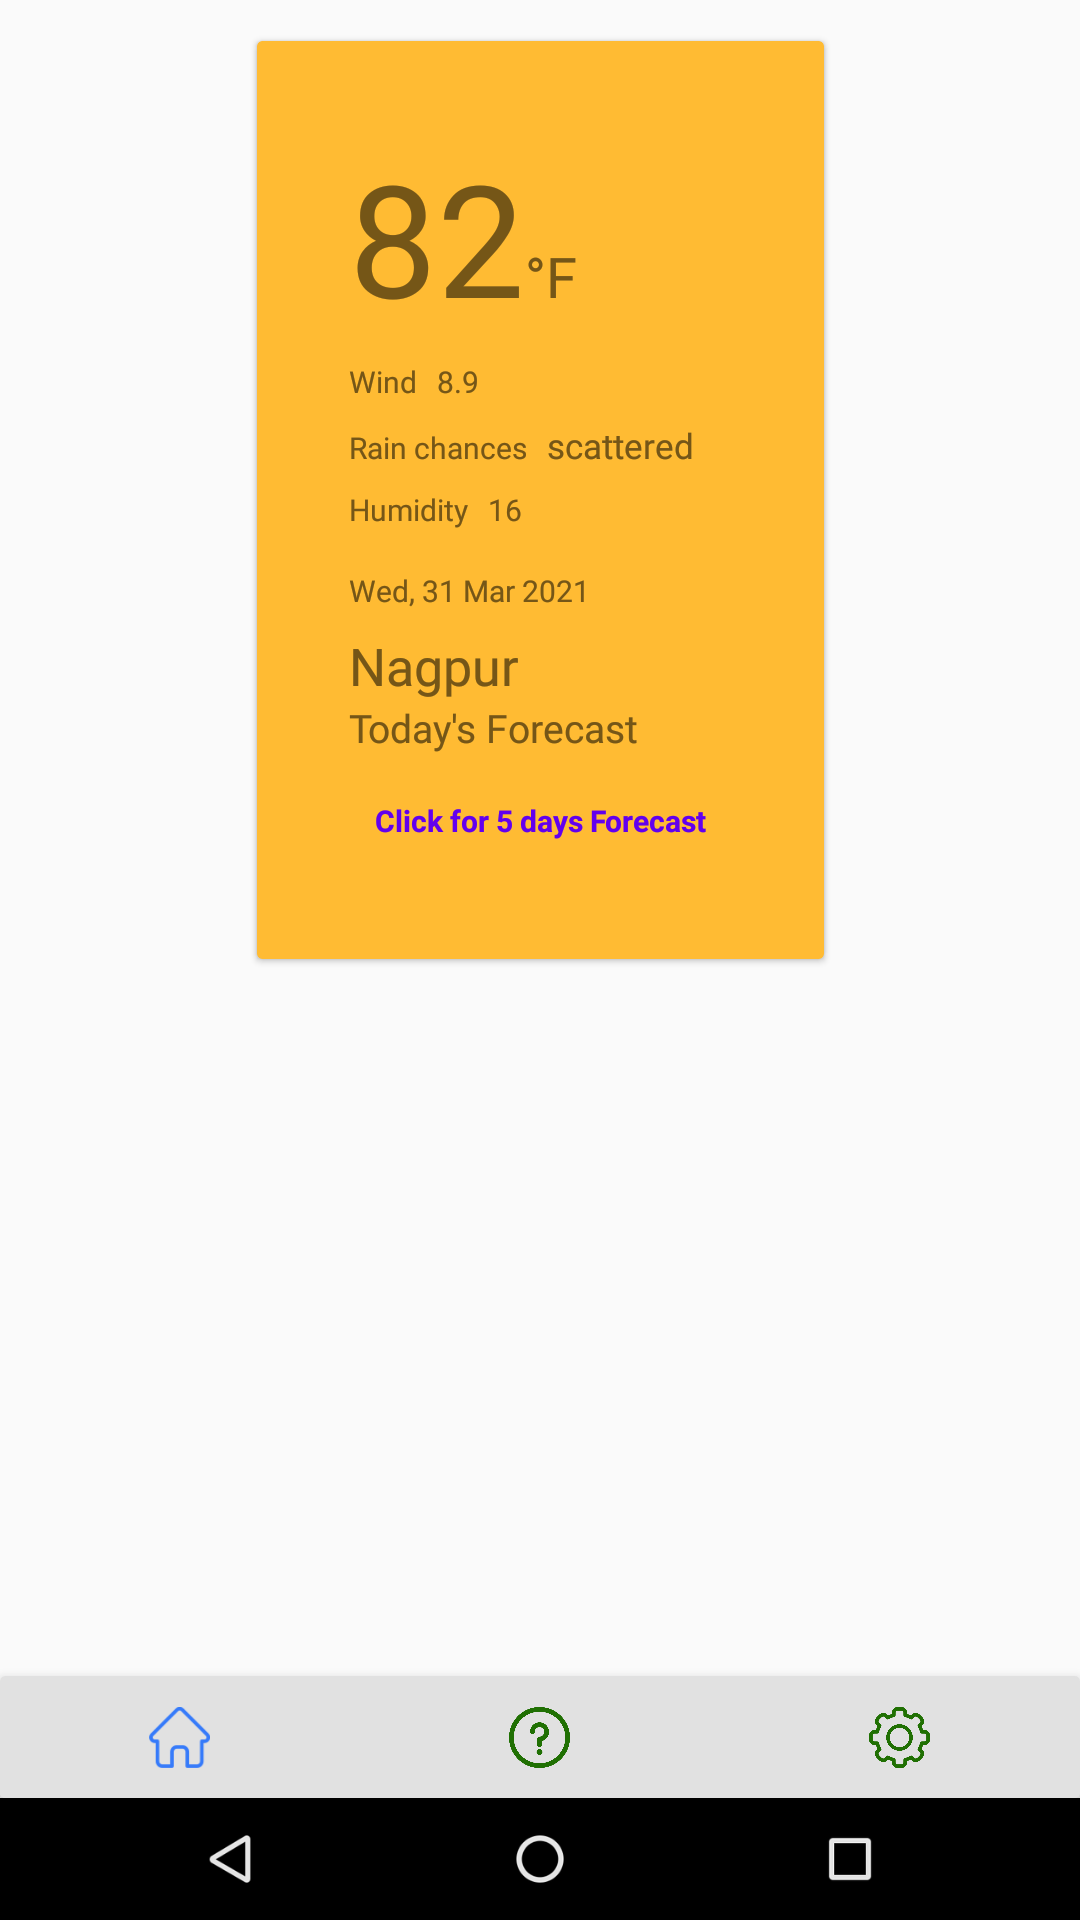 82°F
Wind 8.9
Rain chances scattered
Humidity 16
Wed, 31 Mar 2021
Nagpur
Today's Forecast
Click for 5 days Forecast
?